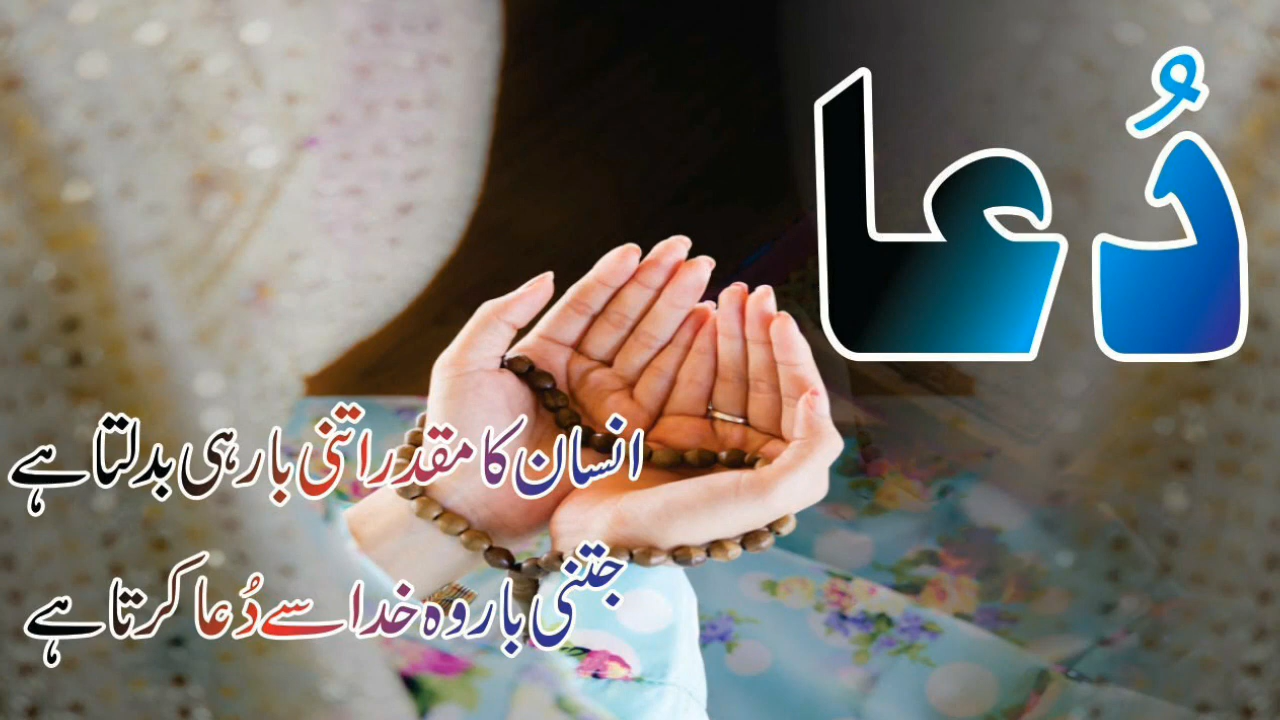 دُعا
انسان کا مقدر اتنی بار ہی بدلتا ہے
جتنی بار وہ خدا سے دُعا کرتا ہے